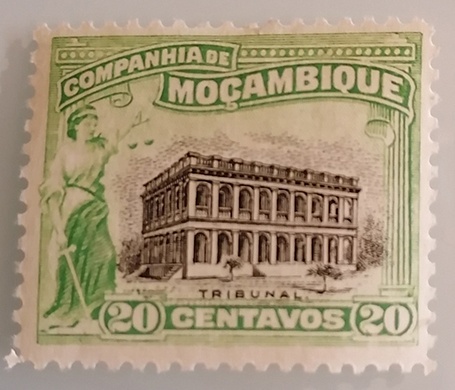 COMPANHIA DE
MOÇAMBIQUE
TRIBUNAL.
20 CENTAVOS 20